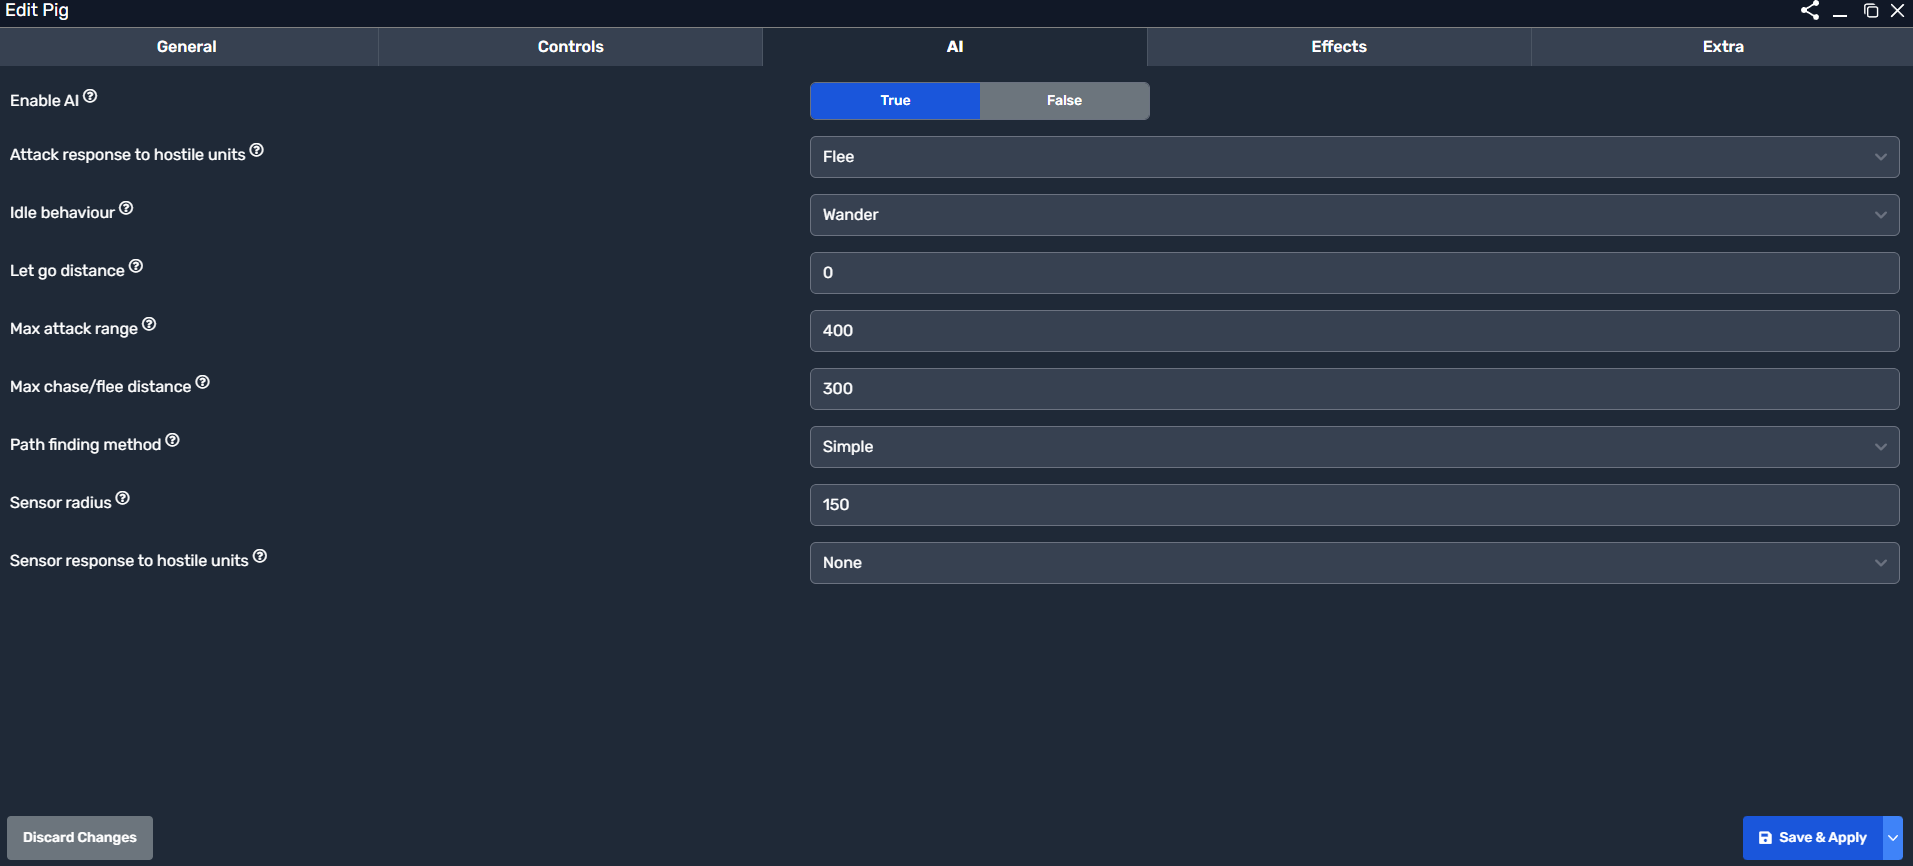 Edit Pig
General
Controls
AI
Effects
Extra
Enable AI
True
False
Attack response to hostile units
Flee
Idle behaviour
Wander
Let go distance
0
Max attack range
400
Max chase/flee distance
300
Path finding method
Simple
Sensor radius
150
Sensor response to hostile units
None
Discard Changes
Save & Apply